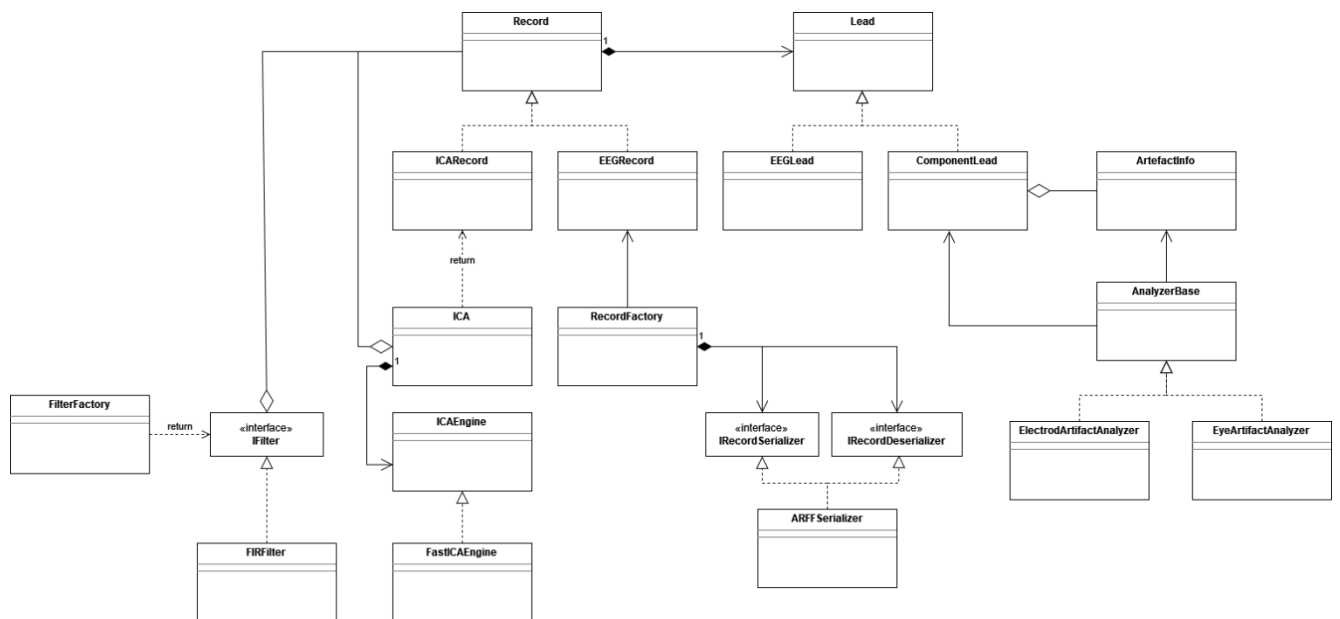 Record
Lead
1
ICARecord
EEGRecord
EEGLead
ComponentLead
ArtefactInfo
return
AnalyzerBase
ICA
RecordFactory
1
1
FilterFactory
return
«interface»
IFilter
ICAEngine
«interface»
IRecordSerializer
«interface»
IRecordDeserializer
ElectrodArtifactAnalyzer
EyeArtifactAnalyzer
ARFFSerializer
FIRFilter
FastICAEngine